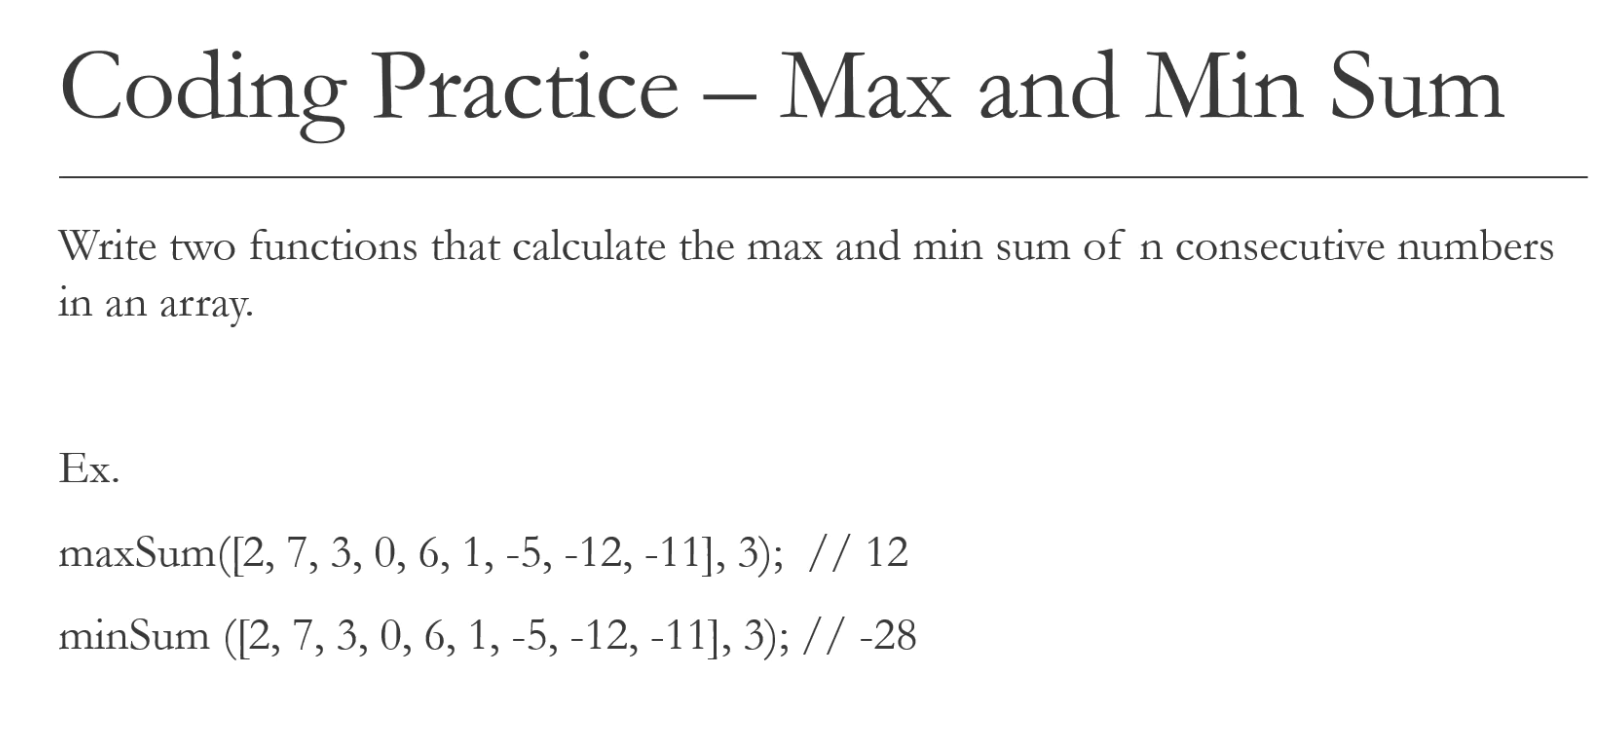 Coding Practice – Max and Min Sum
Write two functions that calculate the max and min sum of n consecutive numbers
in an array.
Ex.
maxSum([2, 7, 3, 0, 6, 1, -5, -12, -11], 3);  // 12
minSum ([2, 7, 3, 0, 6, 1, -5, -12, -11], 3); // -28